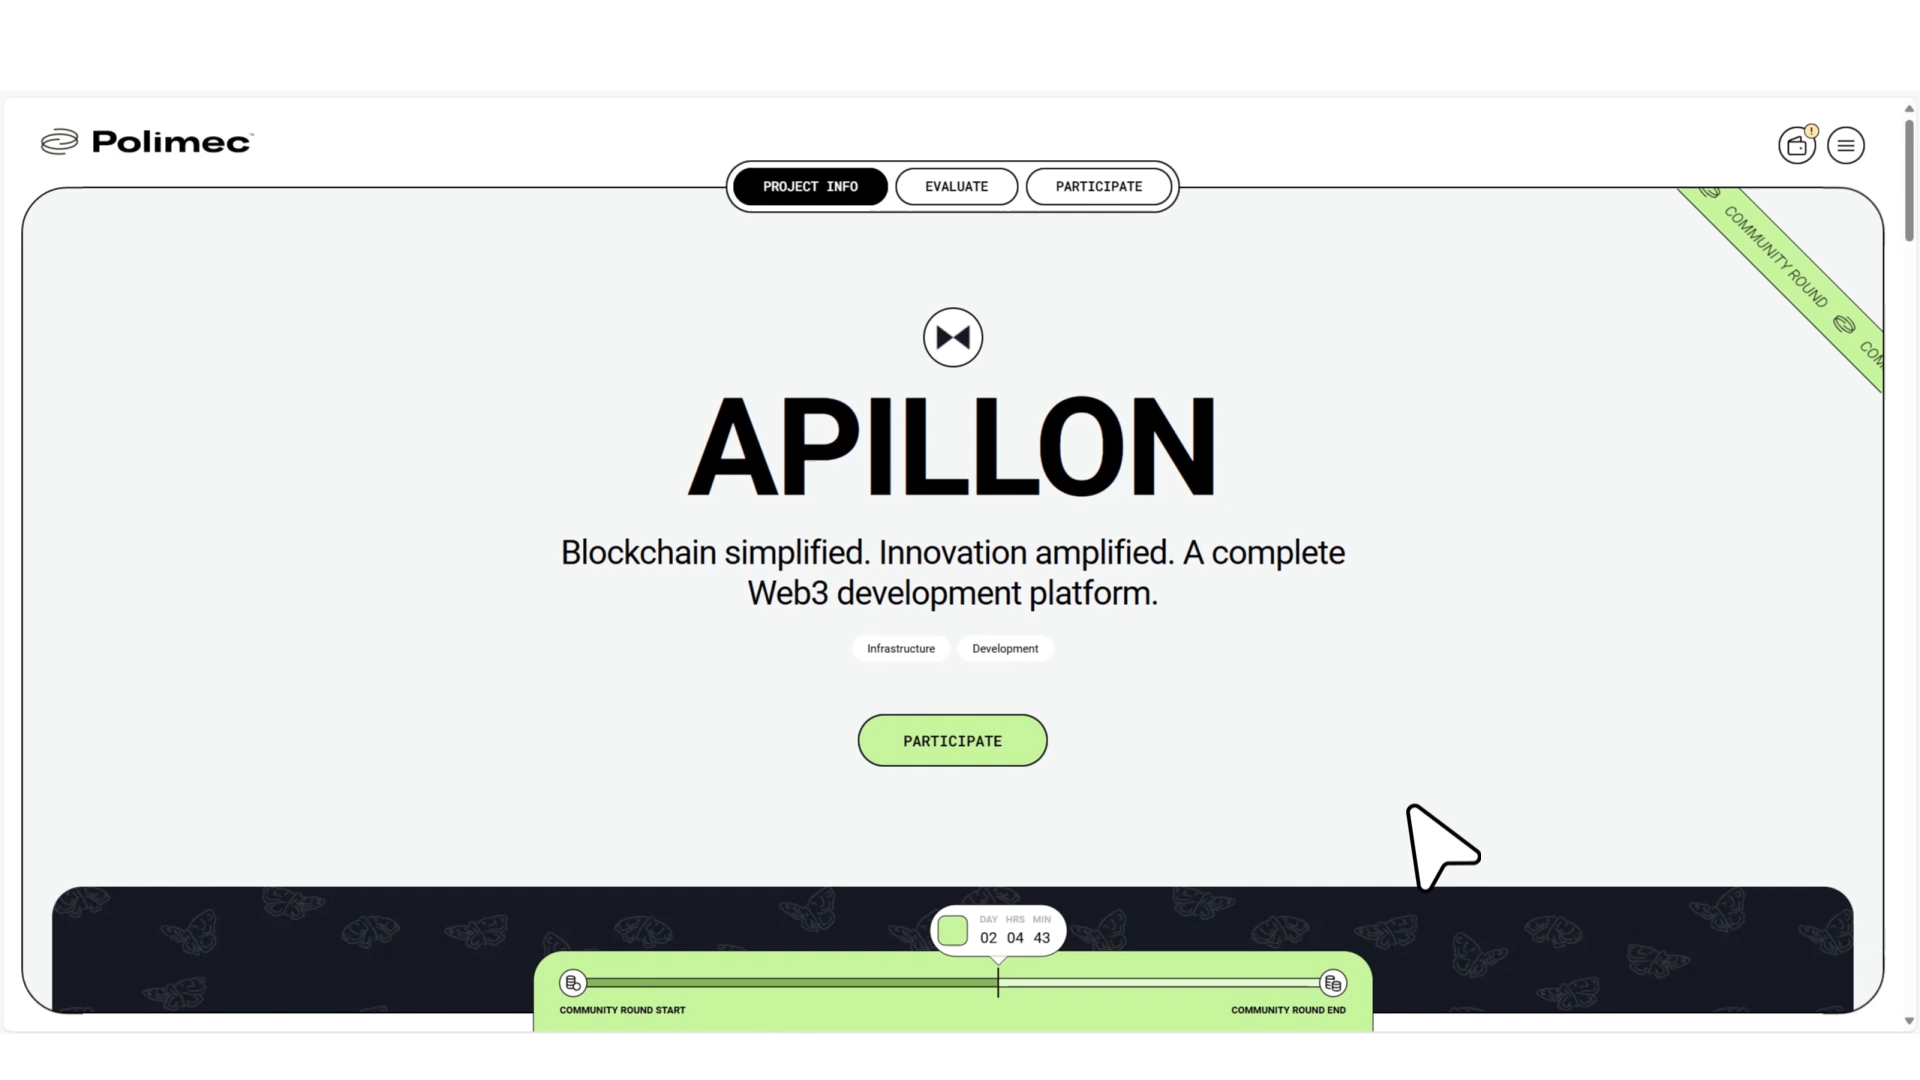 Polimec™
!
PROJECT INFO
EVALUATE
PARTICIPATE
COMMUNITY ROUND
APILLON
Blockchain simplified. Innovation amplified. A complete
Web3 development platform.
Infrastructure
Development
PARTICIPATE
DAY HRS MIN
02 04 43
COMMUNITY ROUND START
COMMUNITY ROUND END